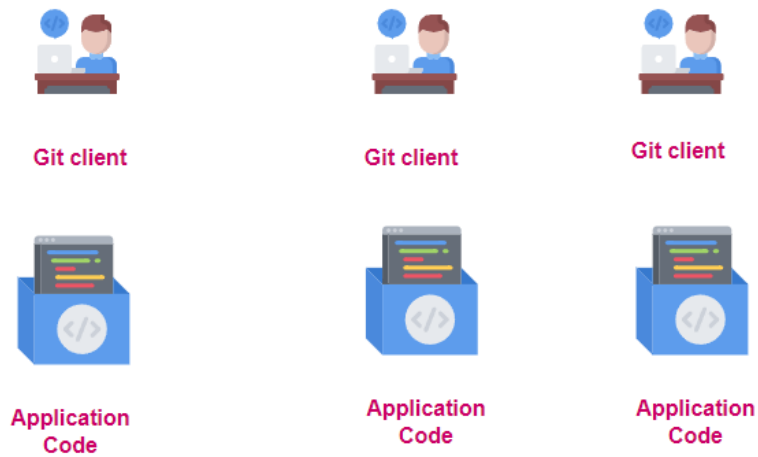 Git client
Git client
Git client
</>
</>
</>
Application
Code
Application
Code
Application
Code